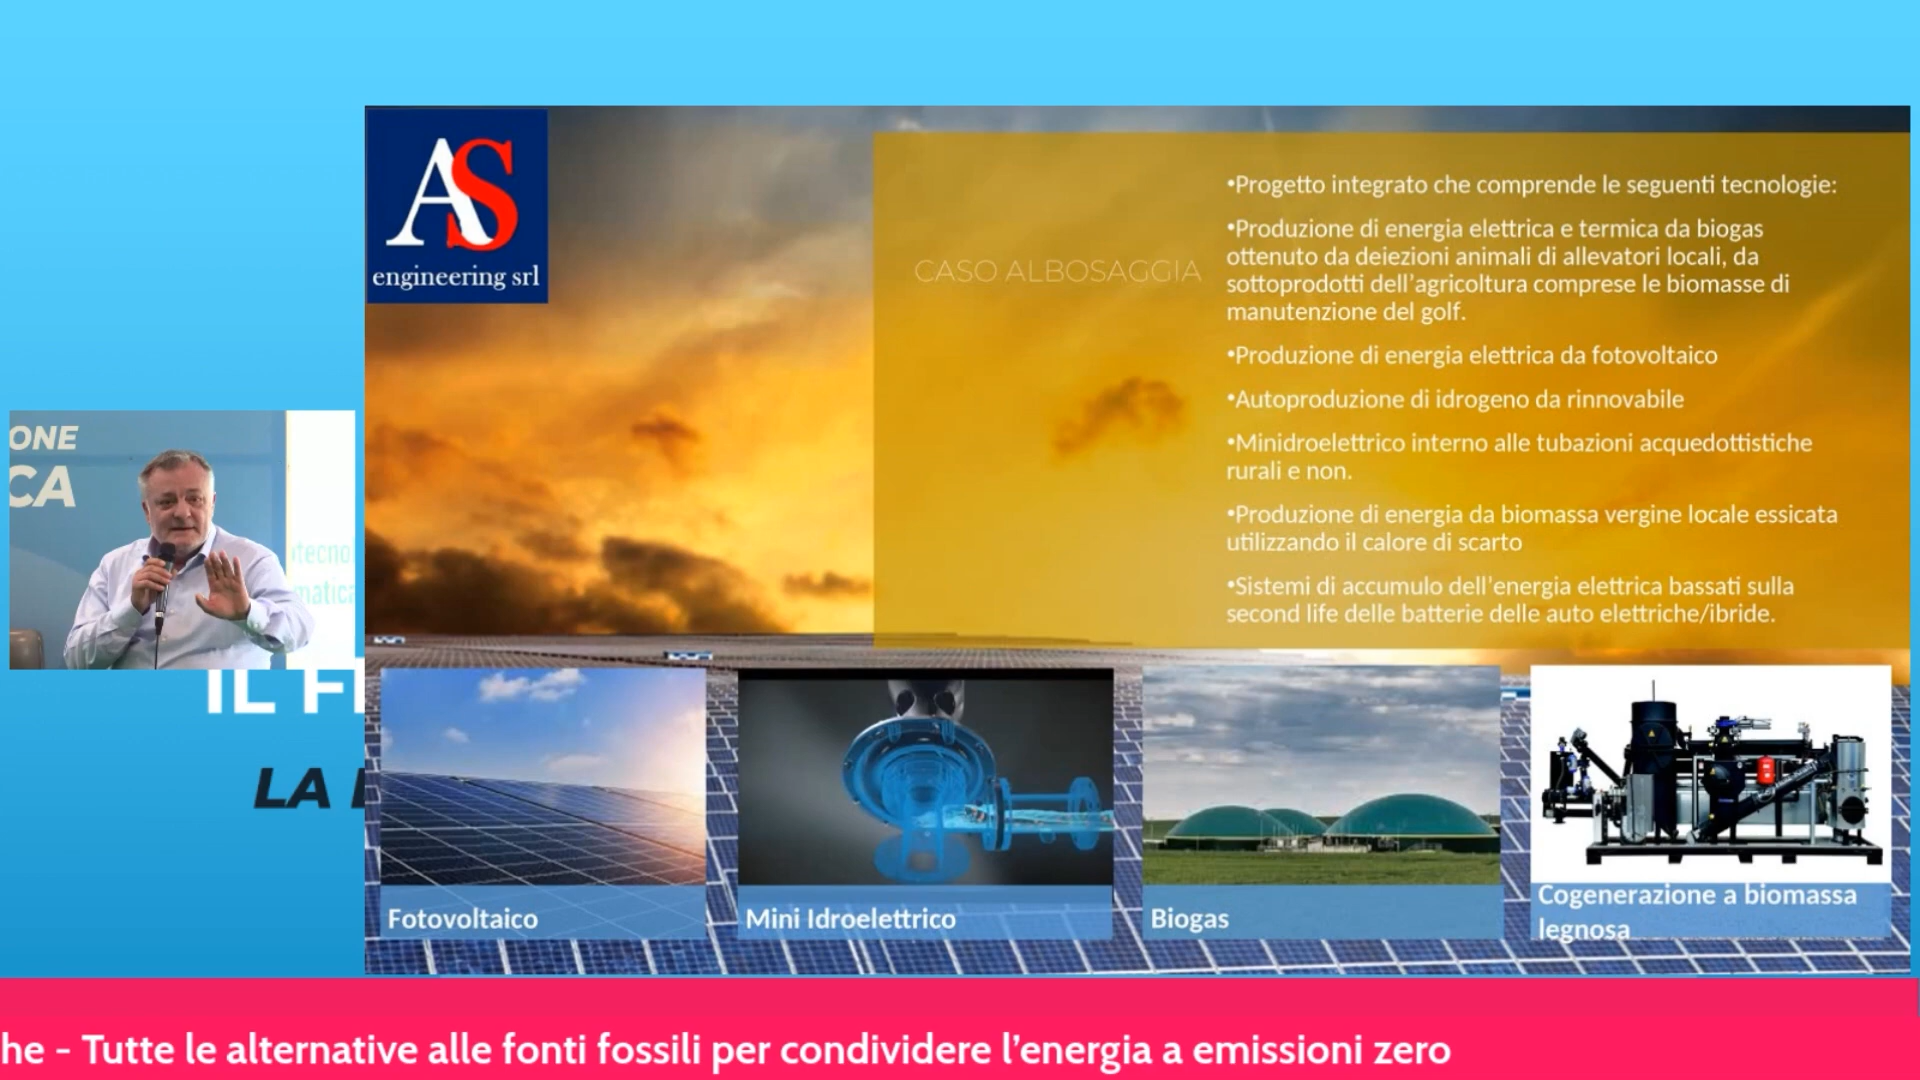 AS
engineering srl
CASO ALBOSAGGIA
•Progetto integrato che comprende le seguenti tecnologie:
•Produzione di energia elettrica e termica da biogas
ottenuto da deiezioni animali di allevatori locali, da
sottoprodotti dell'agricoltura comprese le biomasse di
manutenzione del golf.
•Produzione di energia elettrica da fotovoltaico
•Autoproduzione di idrogeno da rinnovabile
•Minidroelettrico interno alle tubazioni acquedottistiche
rurali e non.
•Produzione di energia da biomassa vergine locale essicata
utilizzando il calore di scarto
•Sistemi di accumulo dell'energia elettrica bassati sulla
second life delle batterie delle auto elettriche/ibride.
ONE
CA
tecnol
matica
IL F
LA
Fotovoltaico
Mini Idroelettrico
Biogas
Cogenerazione a biomassa
legnosa
he - Tutte le alternative alle fonti fossili per condividere l'energia a emissioni zero